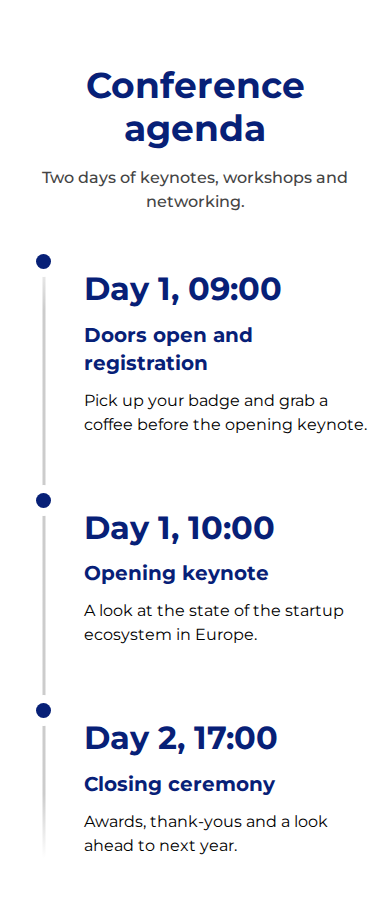 Conference
agenda
Two days of keynotes, workshops and
networking.
Day 1, 09:00
Doors open and
registration
Pick up your badge and grab a
coffee before the opening keynote.
Day 1, 10:00
Opening keynote
A look at the state of the startup
ecosystem in Europe.
Day 2, 17:00
Closing ceremony
Awards, thank-yous and a look
ahead to next year.